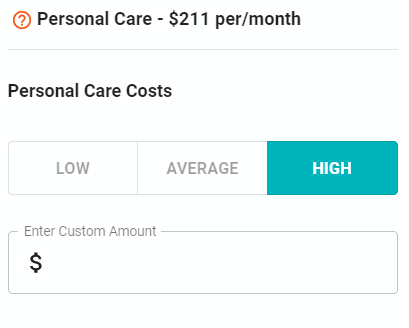 Personal Care - $211 per/month
Personal Care Costs
LOW AVERAGE HIGH
Enter Custom Amount
$